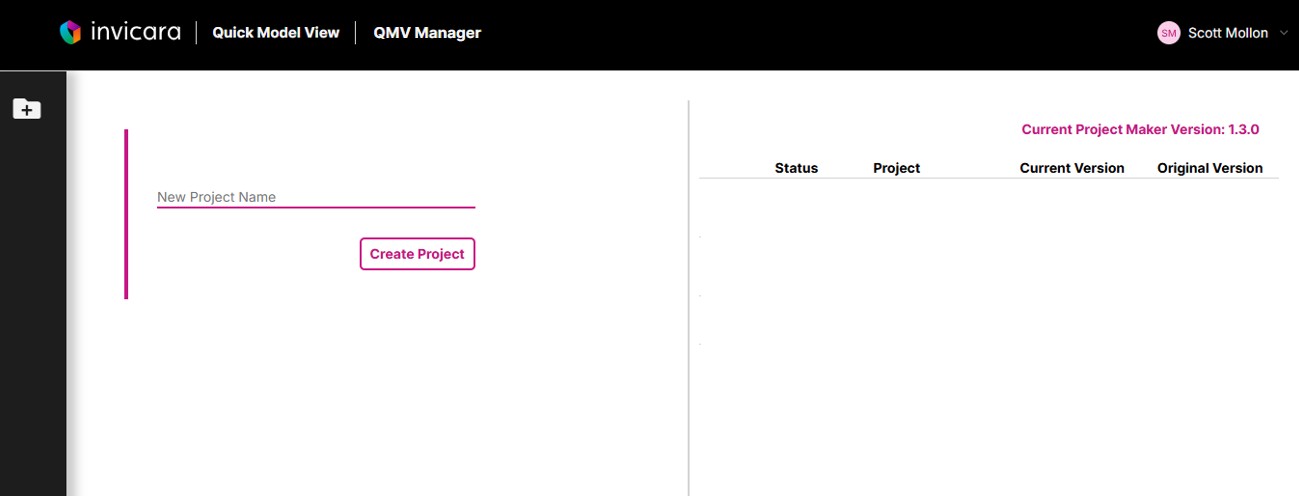 invicara Quick Model View QMV Manager SM Scott Mollon
Current Project Maker Version: 1.3.0
Status Project Current Version Original Version
New Project Name
Create Project